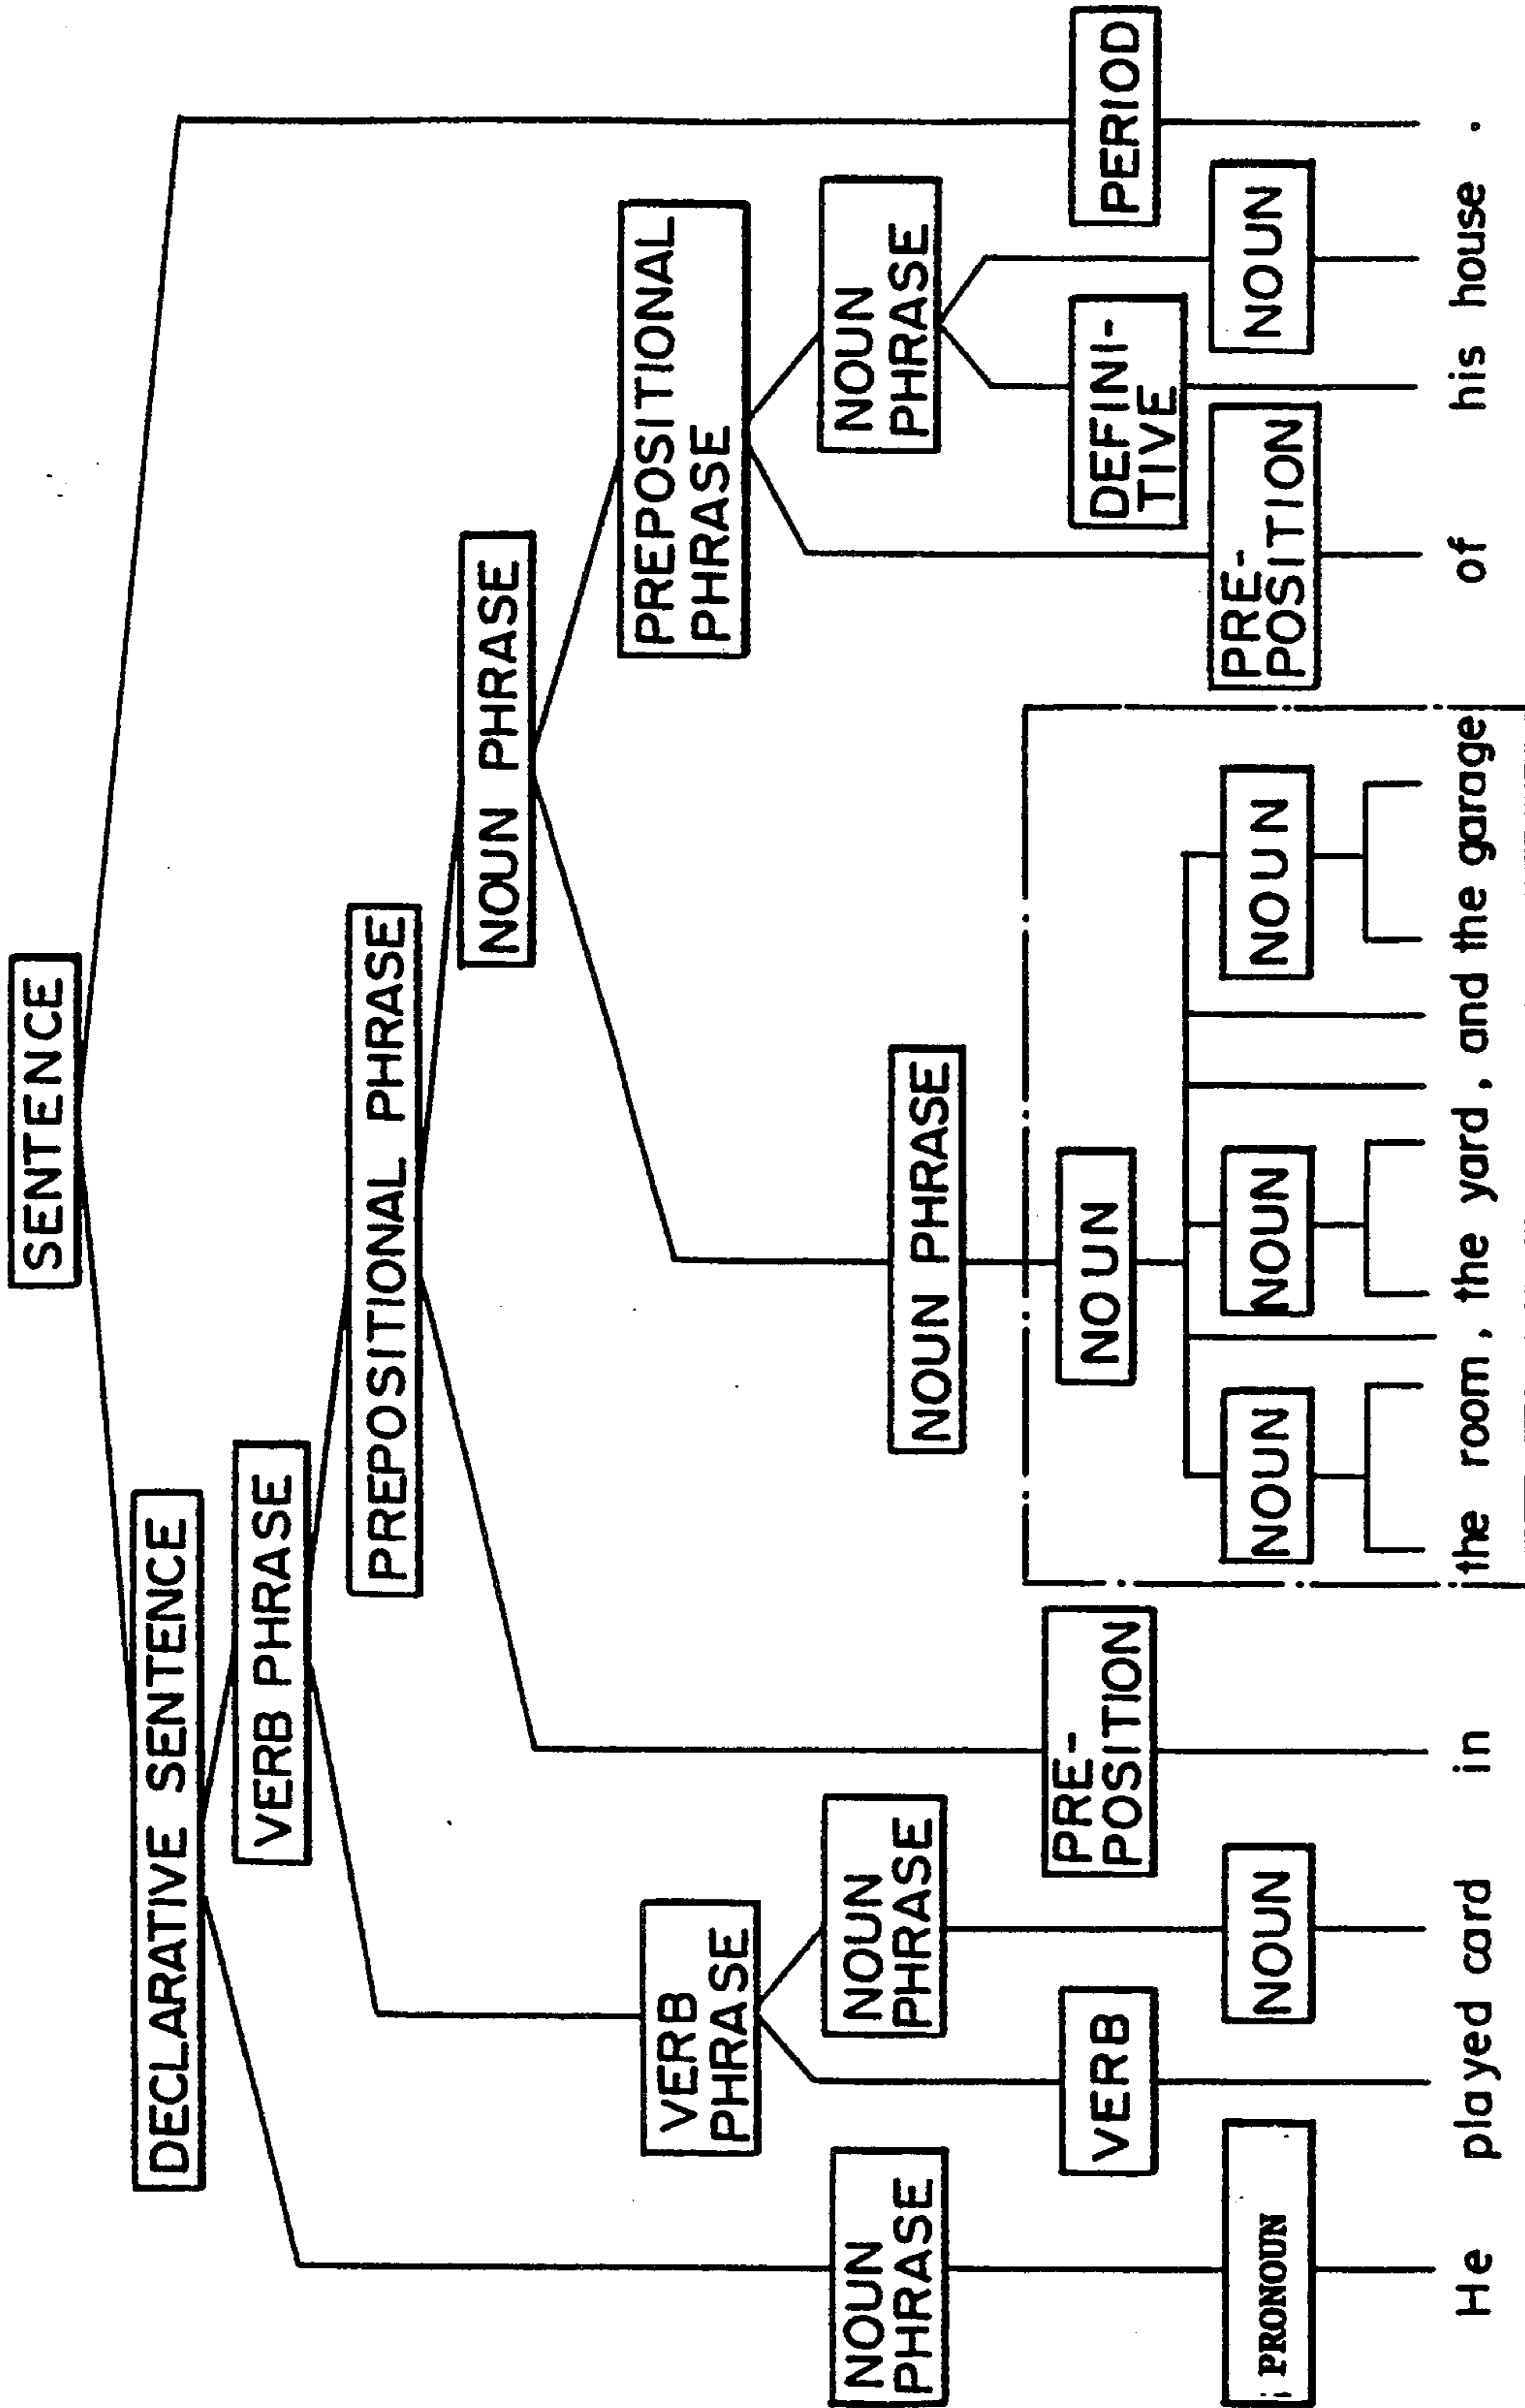 SENTENCE
DECLARATIVE SENTENCE
VERB PHRASE
PREPOSITIONAL PHRASE
NOUN PHRASE
VERB
PHRASE
PREPOSITIONAL
PHRASE
NOUN
PHRASE
NOUN
PHRASE
NOUN PHRASE
NOUN
PHRASE
VERB
PRE-
POSITION
NOUN
DEFINI-
TIVE
PERIOD
PRONOUN
NOUN
NOUN
NOUN
NOUN
PRE-
POSITION
NOUN
He played card in the room, the yard, and the garage of his house.